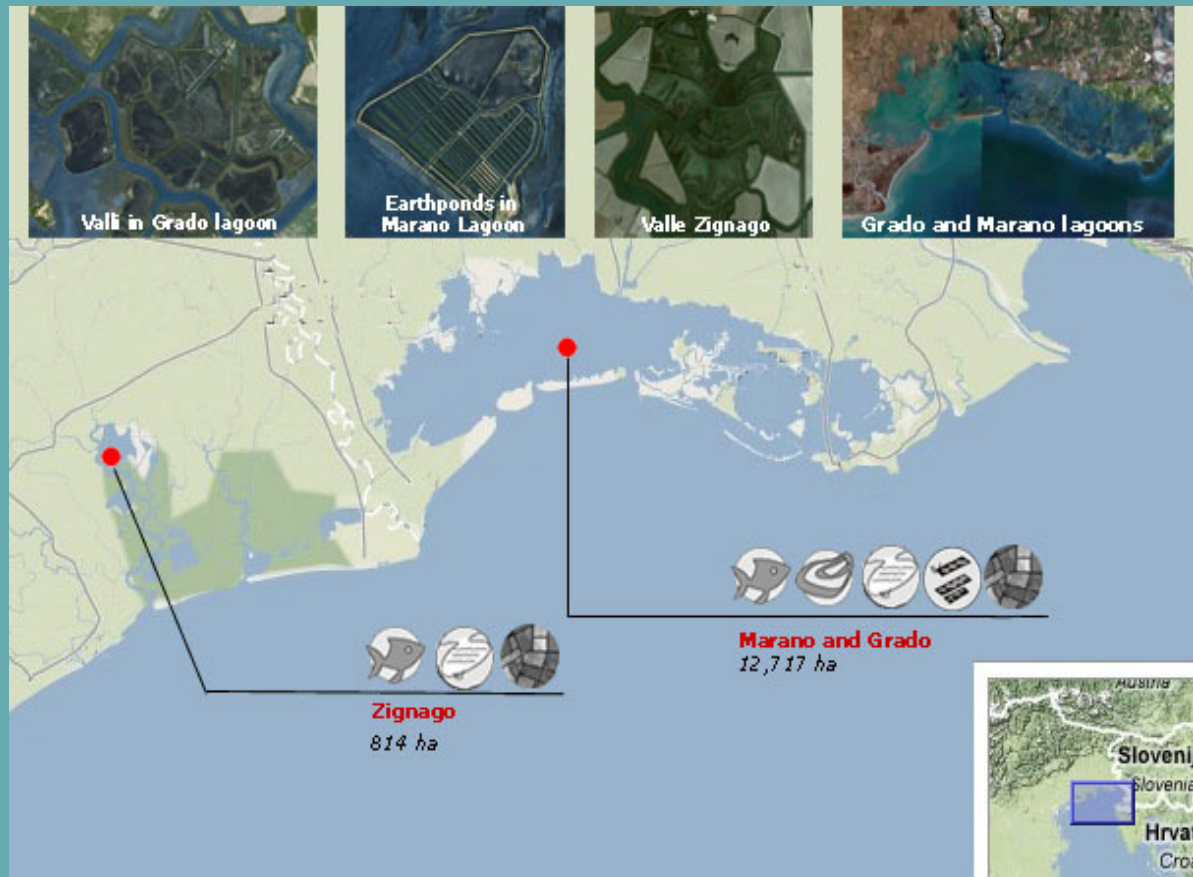 Valli in Grado lagoon
Earthponds in
Marano Lagoon
Valle Zignago
Grado and Marano lagoons
Marano and Grado
12,717 ha
Zignago
814 ha
Austria
Slovenij
Slovenia
Hrvat
Croa